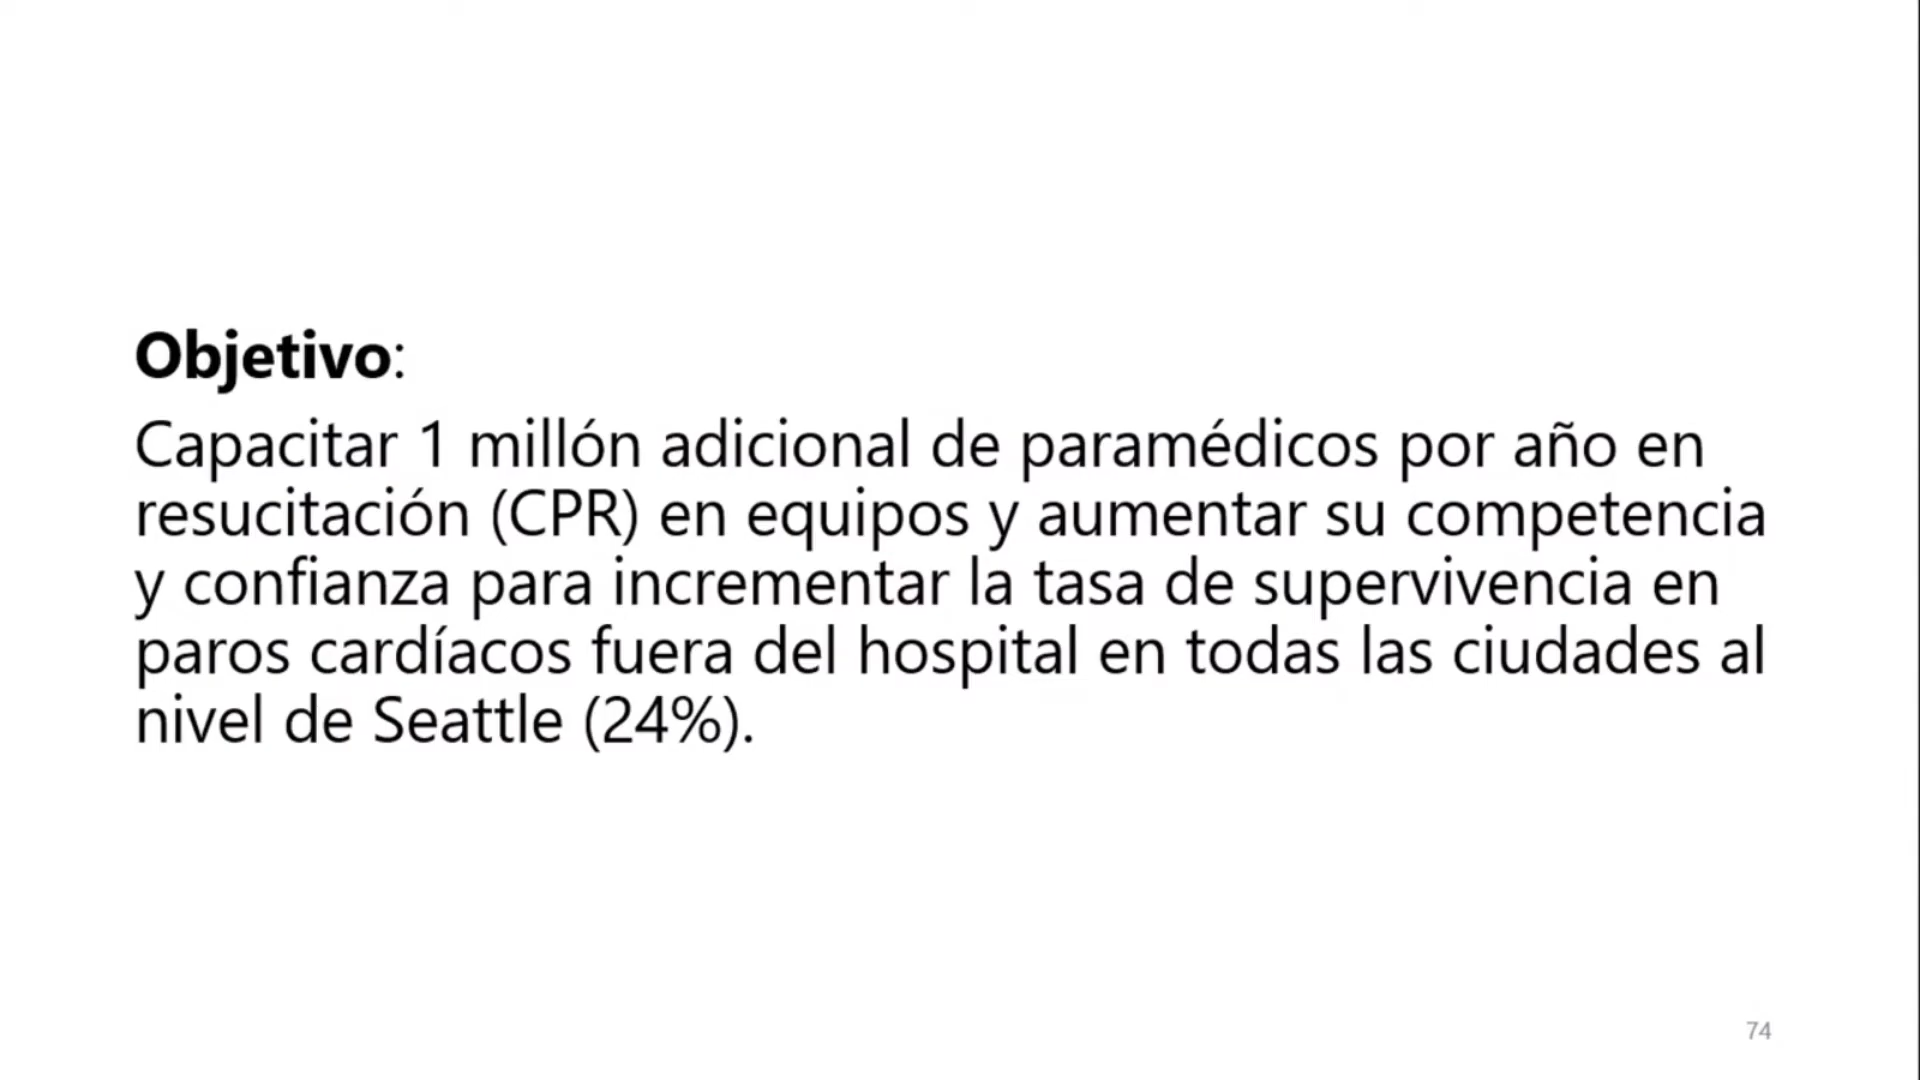 Objetivo:
Capacitar 1 millón adicional de paramédicos por año en
resucitación (CPR) en equipos y aumentar su competencia
y confianza para incrementar la tasa de supervivencia en
paros cardíacos fuera del hospital en todas las ciudades al
nivel de Seattle (24%).
74